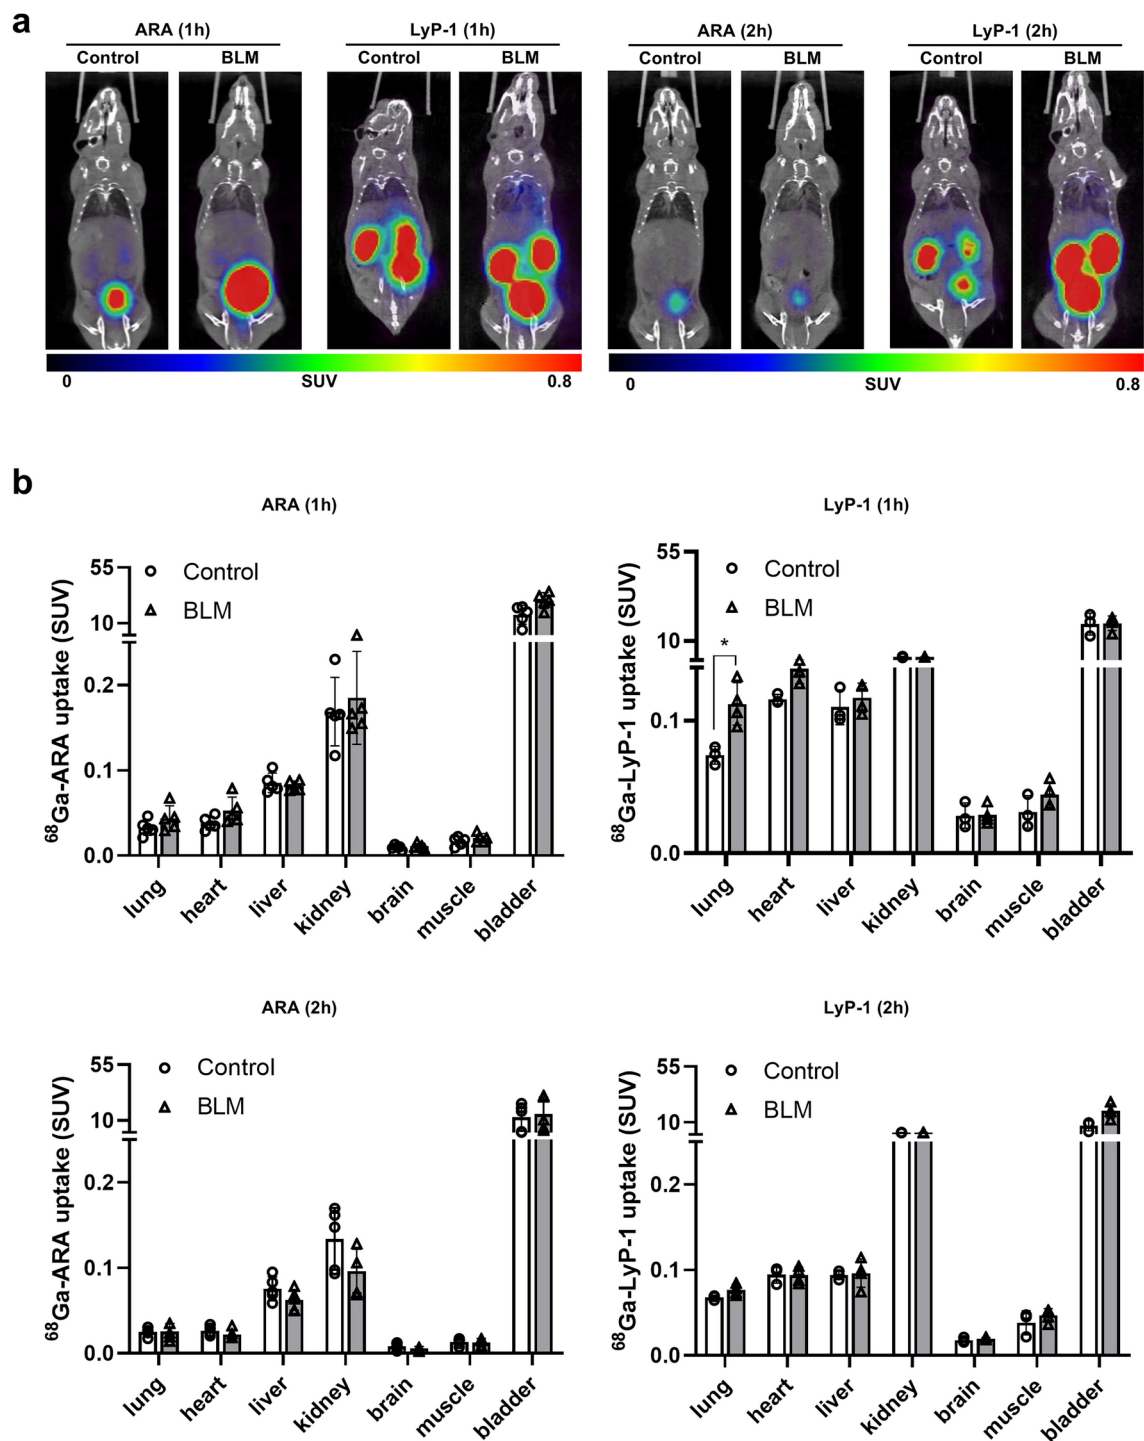 a
ARA (1h) LyP-1 (1h) ARA (2h) LyP-1 (2h)
Control BLM Control BLM Control BLM Control BLM
0 SUV 0.8 0 SUV 0.8
b
ARA (1h)
55
10
0.2
0.1
0.0
⁶⁸Ga-ARA uptake (SUV)
Control
BLM
lung heart liver kidney brain muscle bladder
LyP-1 (1h)
55
10
0.1
0.0
⁶⁸Ga-LyP-1 uptake (SUV)
Control
BLM
*
lung heart liver kidney brain muscle bladder
ARA (2h)
55
10
0.2
0.1
0.0
⁶⁸Ga-ARA uptake (SUV)
Control
BLM
lung heart liver kidney brain muscle bladder
LyP-1 (2h)
55
10
0.2
0.1
0.0
⁶⁸Ga-LyP-1 uptake (SUV)
Control
BLM
lung heart liver kidney brain muscle bladder